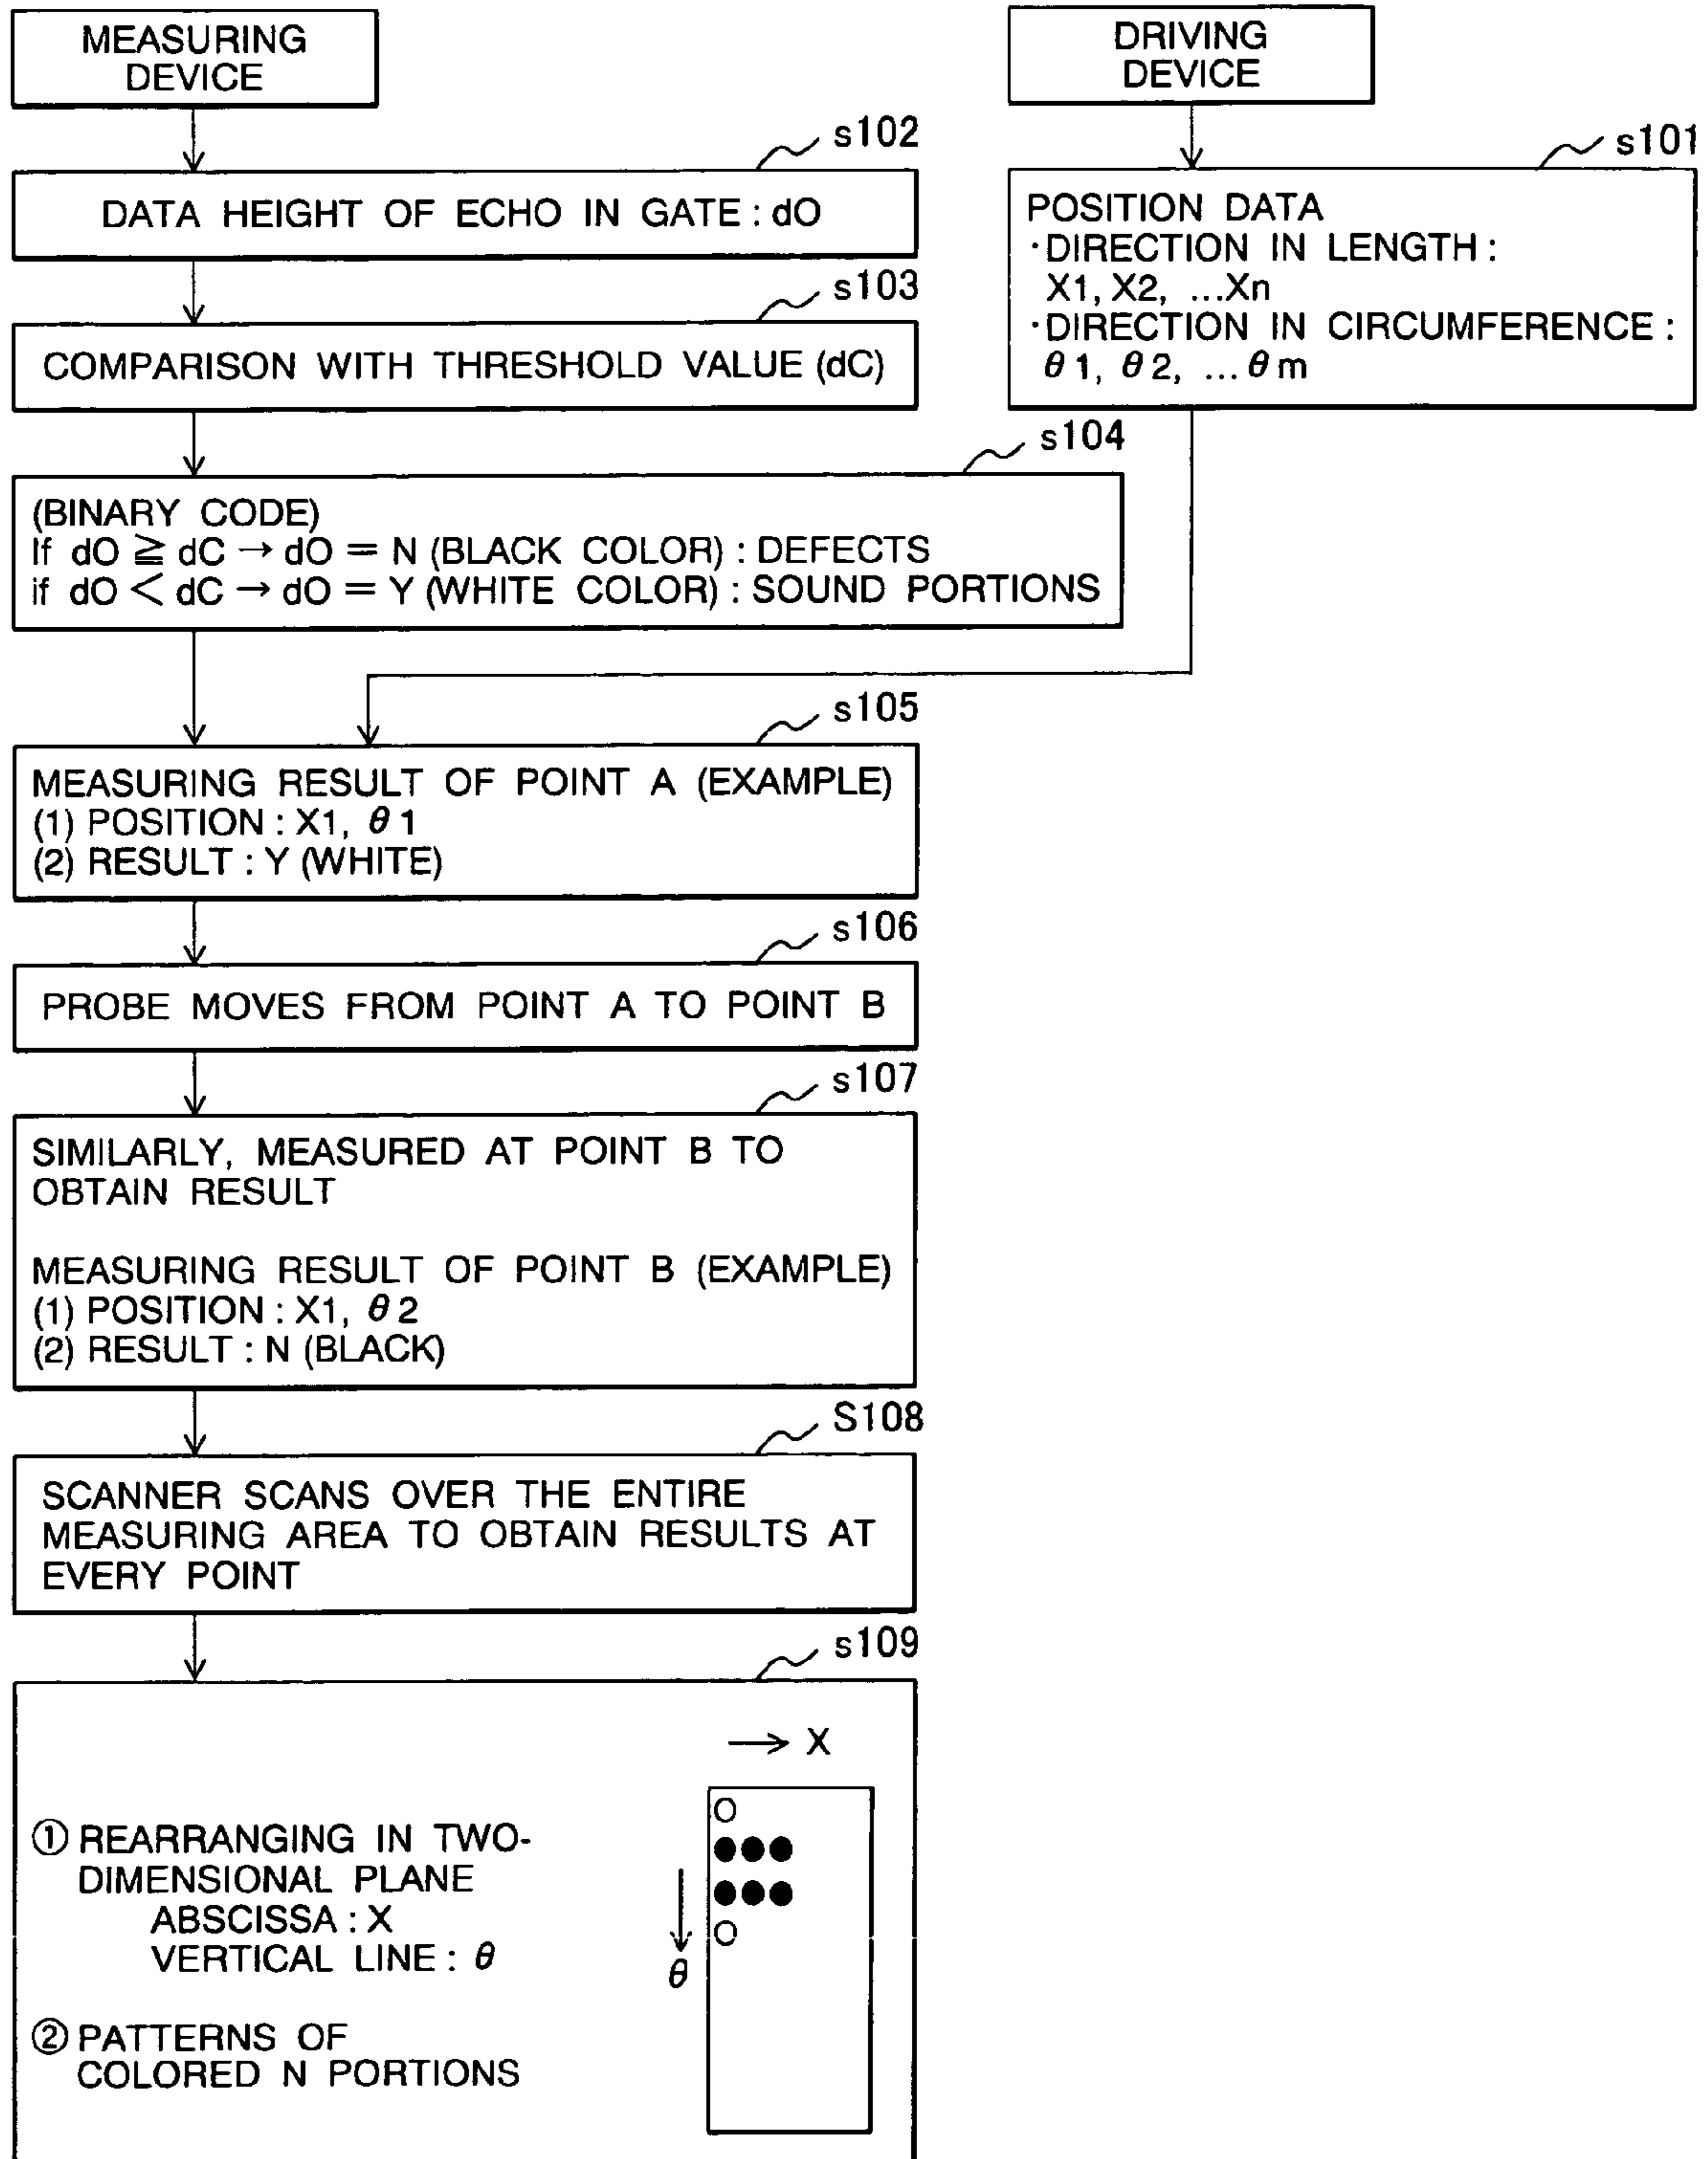 MEASURING
DEVICE
DRIVING
DEVICE
s102
DATA HEIGHT OF ECHO IN GATE : dO
s101
POSITION DATA
·DIRECTION IN LENGTH :
X1, X2, ...Xn
·DIRECTION IN CIRCUMFERENCE :
θ1, θ2, ...θm
s103
COMPARISON WITH THRESHOLD VALUE (dC)
s104
(BINARY CODE)
If dO ≧ dC → dO = N (BLACK COLOR) : DEFECTS
if dO < dC → dO = Y (WHITE COLOR) : SOUND PORTIONS
s105
MEASURING RESULT OF POINT A (EXAMPLE)
(1) POSITION : X1, θ1
(2) RESULT : Y (WHITE)
s106
PROBE MOVES FROM POINT A TO POINT B
s107
SIMILARLY, MEASURED AT POINT B TO
OBTAIN RESULT
MEASURING RESULT OF POINT B (EXAMPLE)
(1) POSITION : X1, θ2
(2) RESULT : N (BLACK)
S108
SCANNER SCANS OVER THE ENTIRE
MEASURING AREA TO OBTAIN RESULTS AT
EVERY POINT
s109
① REARRANGING IN TWO-
DIMENSIONAL PLANE
ABSCISSA : X
VERTICAL LINE : θ
② PATTERNS OF
COLORED N PORTIONS
X
θ